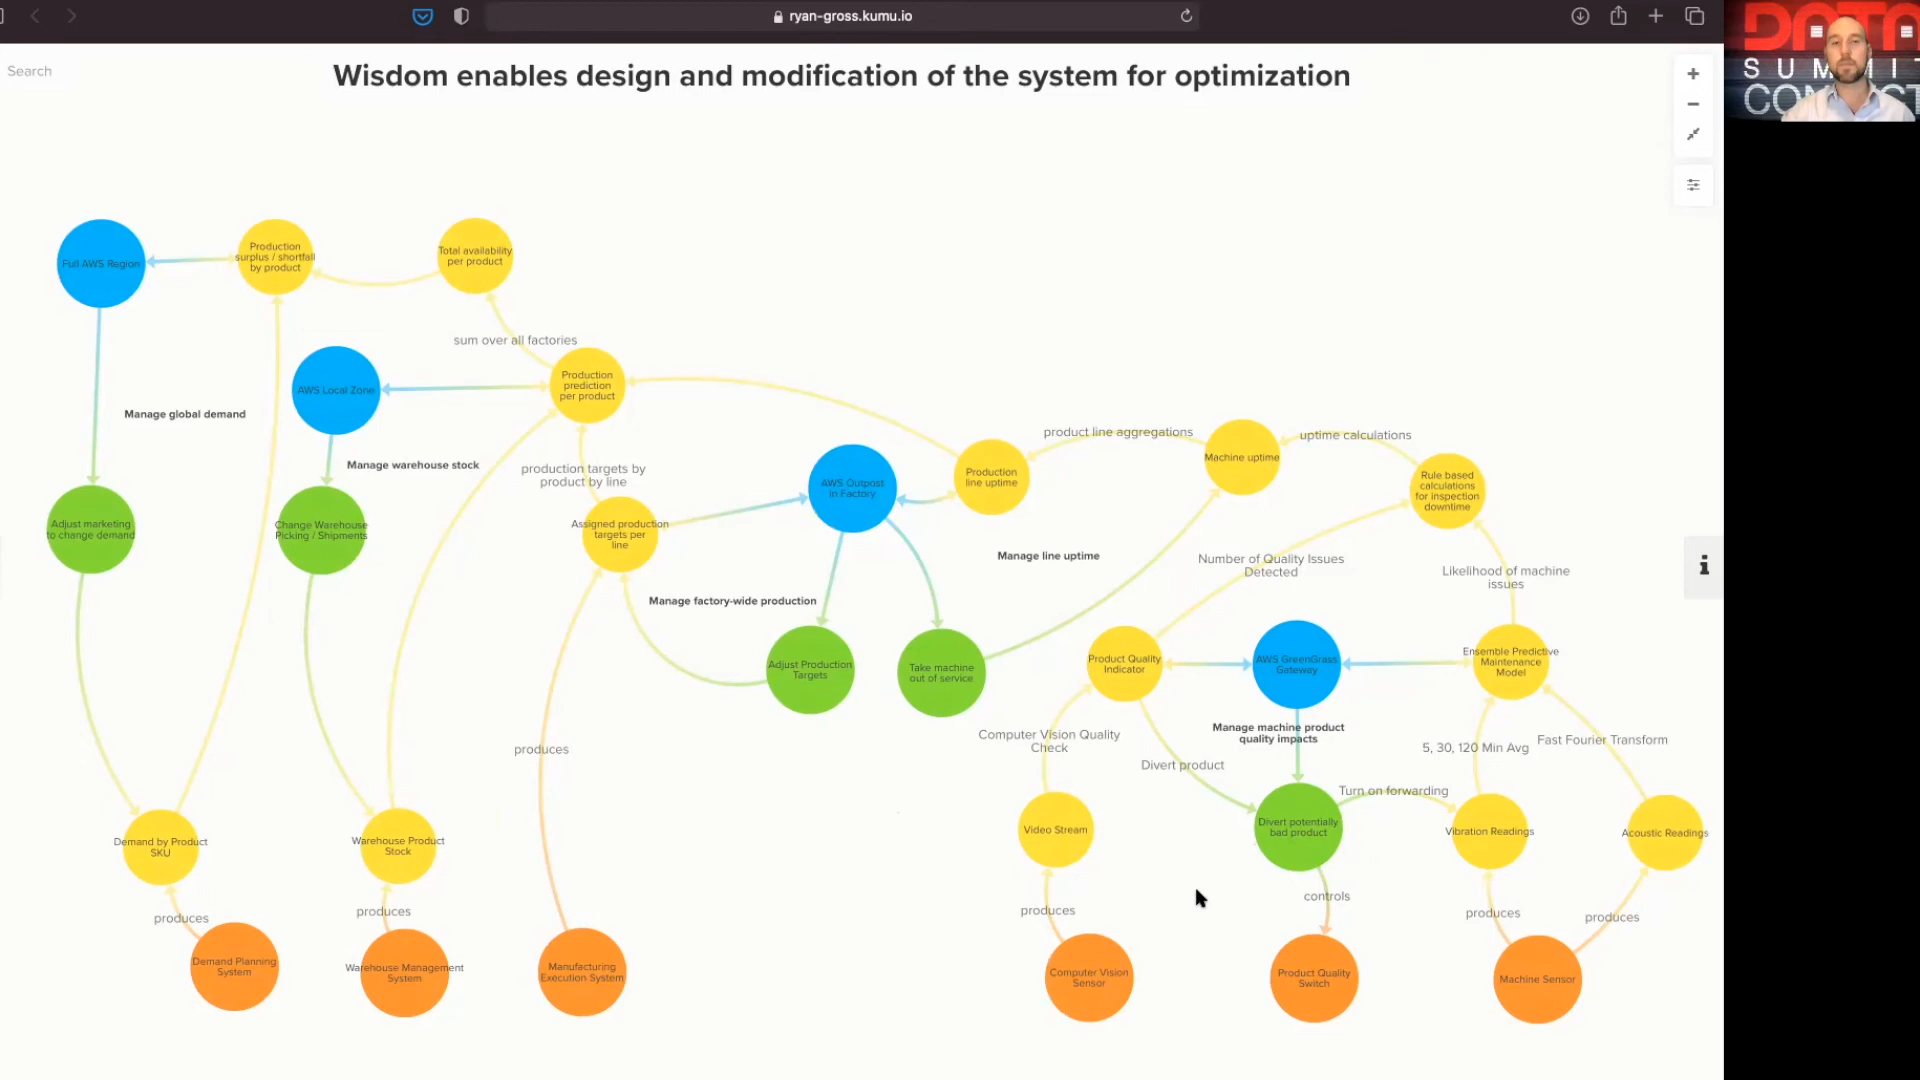 ryan-gross.kumu.io
DATA
SUMMIT
Search
Wisdom enables design and modification of the system for optimization
Full AWS Region
Production
surplus / shortfall
by product
Total availability
per product
sum over all factories
AWS Local Zone
Production
prediction
per product
Manage global demand
product line aggregations
Machine uptime
uptime calculations
Manage warehouse stock
production targets by
product by line
AWS Outpost
in Factory
Production
line uptime
Rule based
calculations
for inspection
downtime
Adjust marketing
to change demand
Change Warehouse
Picking / Shipments
Assigned production
targets per
line
Manage line uptime
Number of Quality Issues
Detected
Likelihood of machine
issues
Manage factory-wide production
Adjust Production
Targets
Take machine
out of service
Product Quality
Indicator
AWS GreenGrass
Gateway
Ensemble Predictive
Maintenance
Model
produces
Computer Vision Quality
Check
Manage machine product
quality impacts
5, 30, 120 Min Avg
Fast Fourier Transform
Divert product
Turn on forwarding
Demand by Product
SKU
Warehouse Product
Stock
Video Stream
Divert potentially
bad product
Vibration Readings
Acoustic Readings
produces
produces
produces
controls
produces
produces
Demand Planning
System
Warehouse Management
System
Manufacturing
Execution System
Computer Vision
Sensor
Product Quality
Switch
Machine Sensor